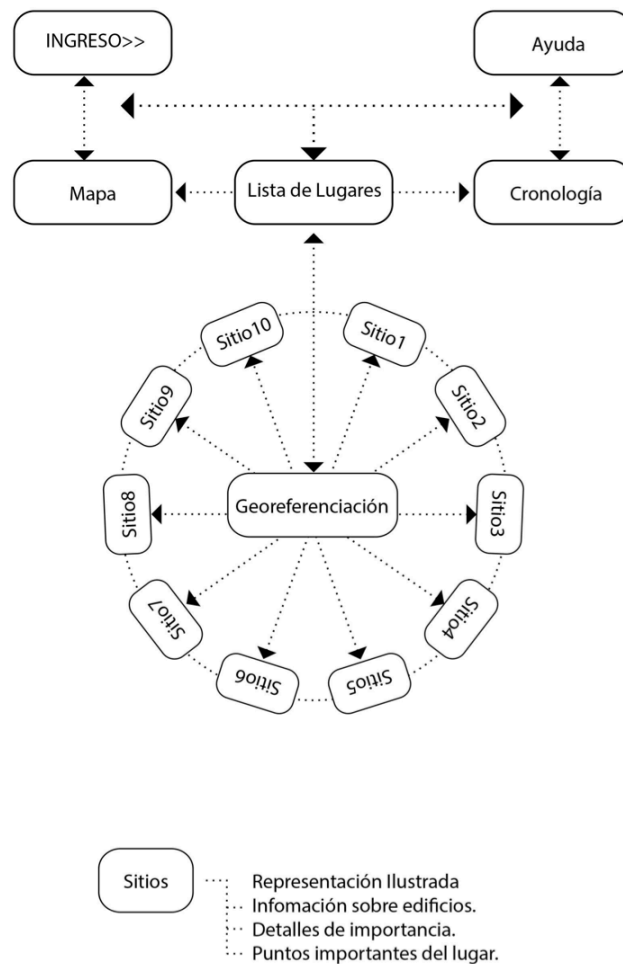 INGRESO>>
Ayuda
Mapa
Lista de Lugares
Cronología
Sitio10
Sitio1
Sitio9
Sitio2
Georeferenciación
Sitio8
Sitio3
Sitio7
Sitio4
Sitio6
Sitio5
Sitios
Representación Ilustrada
Infomación sobre edificios.
Detalles de importancia.
Puntos importantes del lugar.